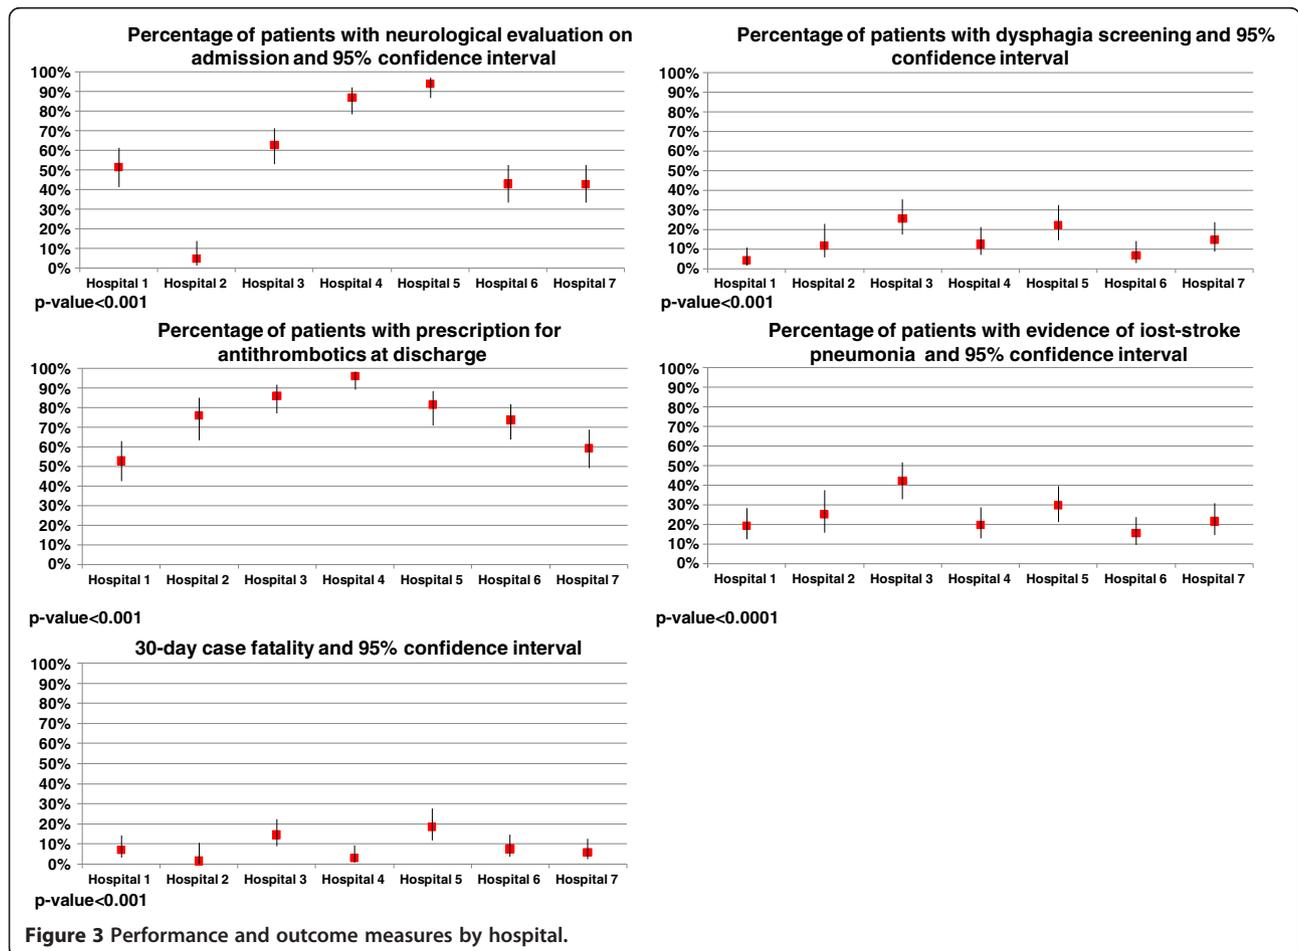 Percentage of patients with neurological evaluation on
admission and 95% confidence interval
100%
90%
80%
70%
60%
50%
40%
30%
20%
10%
0%
Hospital 1 Hospital 2 Hospital 3 Hospital 4 Hospital 5 Hospital 6 Hospital 7
p-value<0.001
Percentage of patients with dysphagia screening and 95%
confidence interval
100%
90%
80%
70%
60%
50%
40%
30%
20%
10%
0%
Hospital 1 Hospital 2 Hospital 3 Hospital 4 Hospital 5 Hospital 6 Hospital 7
p-value<0.001
Percentage of patients with prescription for
antithrombotics at discharge
100%
90%
80%
70%
60%
50%
40%
30%
20%
10%
0%
Hospital 1 Hospital 2 Hospital 3 Hospital 4 Hospital 5 Hospital 6 Hospital 7
p-value<0.001
Percentage of patients with evidence of iost-stroke
pneumonia and 95% confidence interval
100%
90%
80%
70%
60%
50%
40%
30%
20%
10%
0%
Hospital 1 Hospital 2 Hospital 3 Hospital 4 Hospital 5 Hospital 6 Hospital 7
p-value<0.0001
30-day case fatality and 95% confidence interval
100%
90%
80%
70%
60%
50%
40%
30%
20%
10%
0%
Hospital 1 Hospital 2 Hospital 3 Hospital 4 Hospital 5 Hospital 6 Hospital 7
p-value<0.001
Figure 3 Performance and outcome measures by hospital.